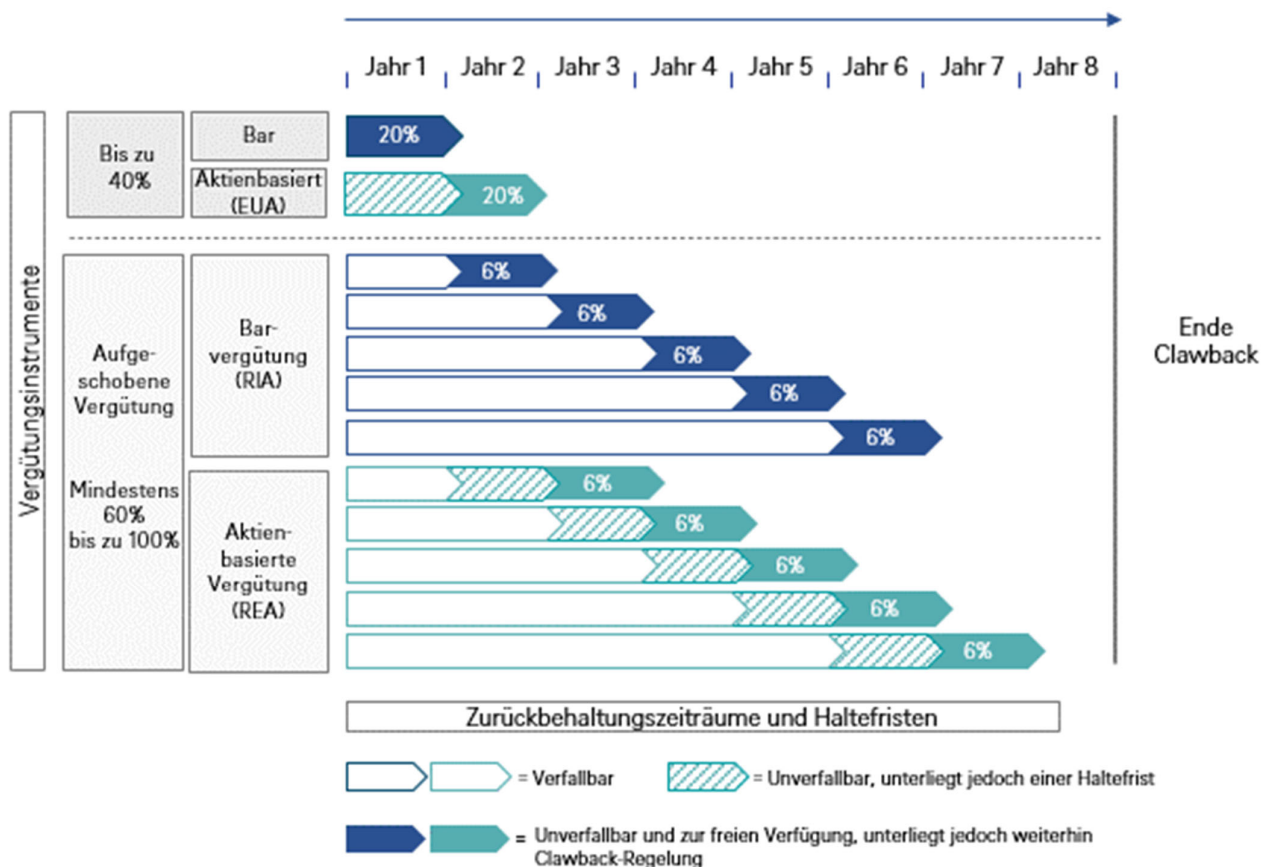 Jahr 1 Jahr 2 Jahr 3 Jahr 4 Jahr 5 Jahr 6 Jahr 7 Jahr 8
Vergütungsinstrumente
Bis zu
40%
Bar
20%
Aktienbasiert
(EUA)
20%
Aufge-
schobene
Vergütung
Mindestens
60%
bis zu 100%
Bar-
vergütung
(RIA)
6%
6%
6%
6%
6%
Aktien-
basierte
Vergütung
(REA)
6%
6%
6%
6%
6%
Ende
Clawback
Zurückbehaltungszeiträume und Haltefristen
= Verfallbar
= Unverfallbar, unterliegt jedoch einer Haltefrist
= Unverfallbar und zur freien Verfügung, unterliegt jedoch weiterhin
Clawback-Regelung